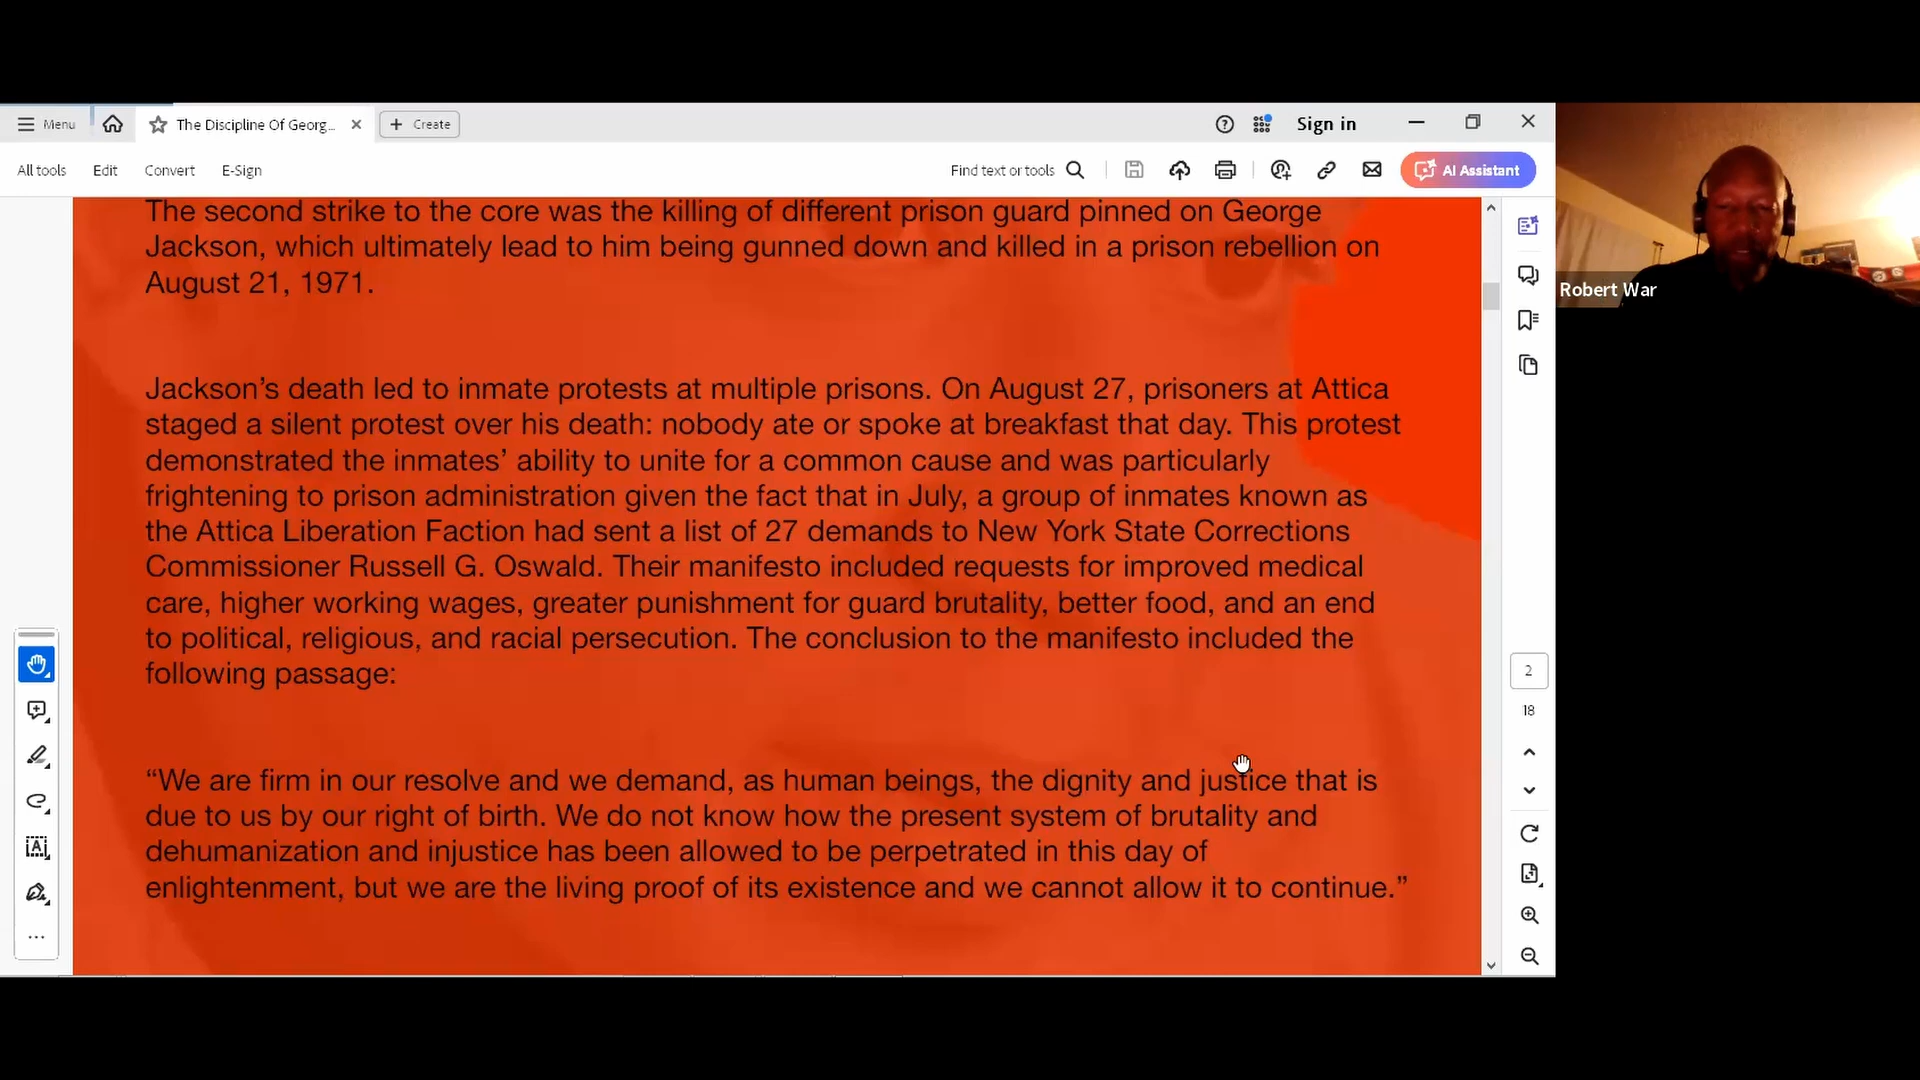 Menu
The Discipline Of Georg...
Create
Sign in
All tools
Edit
Convert
E-Sign
Find text or tools
AI Assistant
The second strike to the core was the killing of different prison guard pinned on George
Jackson, which ultimately lead to him being gunned down and killed in a prison rebellion on
August 21, 1971.
Jackson’s death led to inmate protests at multiple prisons. On August 27, prisoners at Attica
staged a silent protest over his death: nobody ate or spoke at breakfast that day. This protest
demonstrated the inmates’ ability to unite for a common cause and was particularly
frightening to prison administration given the fact that in July, a group of inmates known as
the Attica Liberation Faction had sent a list of 27 demands to New York State Corrections
Commissioner Russell G. Oswald. Their manifesto included requests for improved medical
care, higher working wages, greater punishment for guard brutality, better food, and an end
to political, religious, and racial persecution. The conclusion to the manifesto included the
following passage:
“We are firm in our resolve and we demand, as human beings, the dignity and justice that is
due to us by our right of birth. We do not know how the present system of brutality and
dehumanization and injustice has been allowed to be perpetrated in this day of
enlightenment, but we are the living proof of its existence and we cannot allow it to continue.”
2
18
Robert War